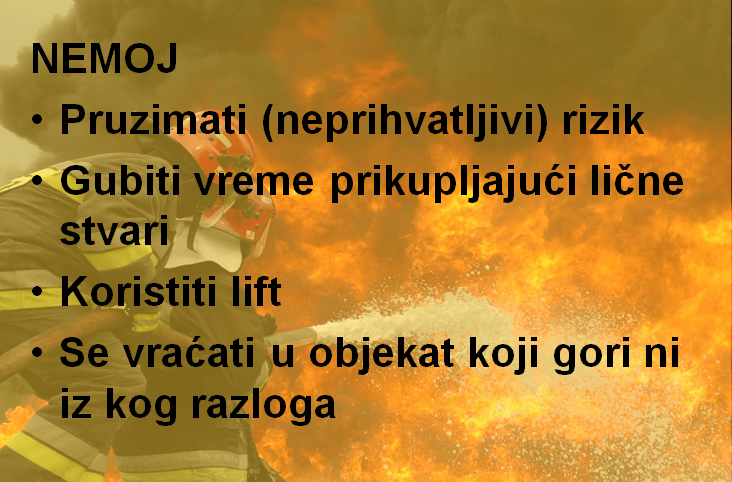 NEMOJ
• Pruzimati (neprihvatljivi) rizik
• Gubiti vreme prikupljajući lične
stvari
• Koristiti lift
• Se vraćati u objekat koji gori ni
iz kog razloga